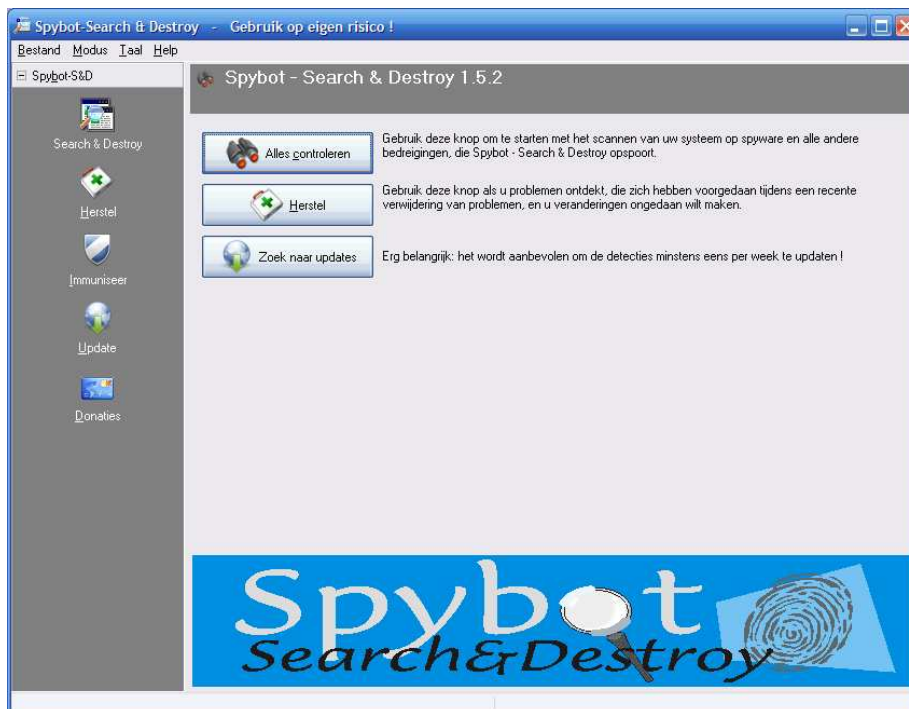 Spybot-Search & Destroy - Gebruik op eigen risico !
Bestand Modus Taal Help
Spybot-S&D
Search & Destroy
Herstel
Immuniseer
Update
Donaties
Spybot - Search & Destroy 1.5.2
Alles controleren
Gebruik deze knop om te starten met het scannen van uw systeem op spyware en alle andere
bedreigingen, die Spybot - Search & Destroy opspoort.
Herstel
Gebruik deze knop als u problemen ontdekt, die zich hebben voorgedaan tijdens een recente
verwijdering van problemen, en u veranderingen ongedaan wilt maken.
Zoek naar updates
Erg belangrijk: het wordt aanbevolen om de detecties minstens eens per week te updaten !
Spybot
Search&Destroy